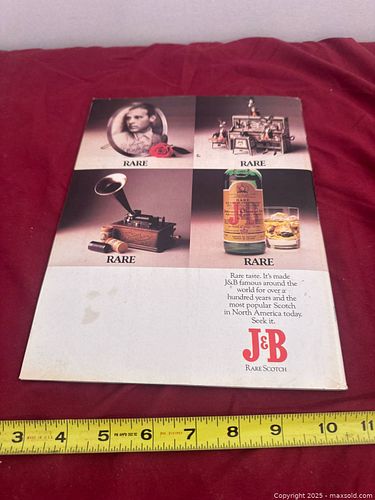 RARE
RARE
RARE
RARE
J&B
Rare taste. It's made
J&B famous around the
world for over a
hundred years and the
most popular Scotch
in North America today.
Seek it.
J&B
RARE SCOTCH
3 4 5 6 7 8 9 10 11
Copyright 2025 - maxsold.com